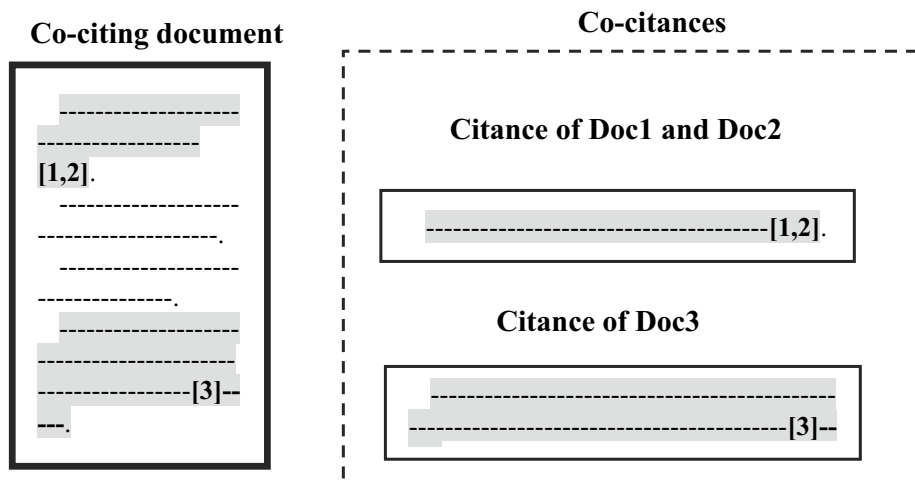 Co-citing document
[1,2].
.
.
[3]--
---.
Co-citances
Citance of Doc1 and Doc2
---------------------------------------[1,2].
Citance of Doc3
---------------------------------------------
------------------------------------------[3]--